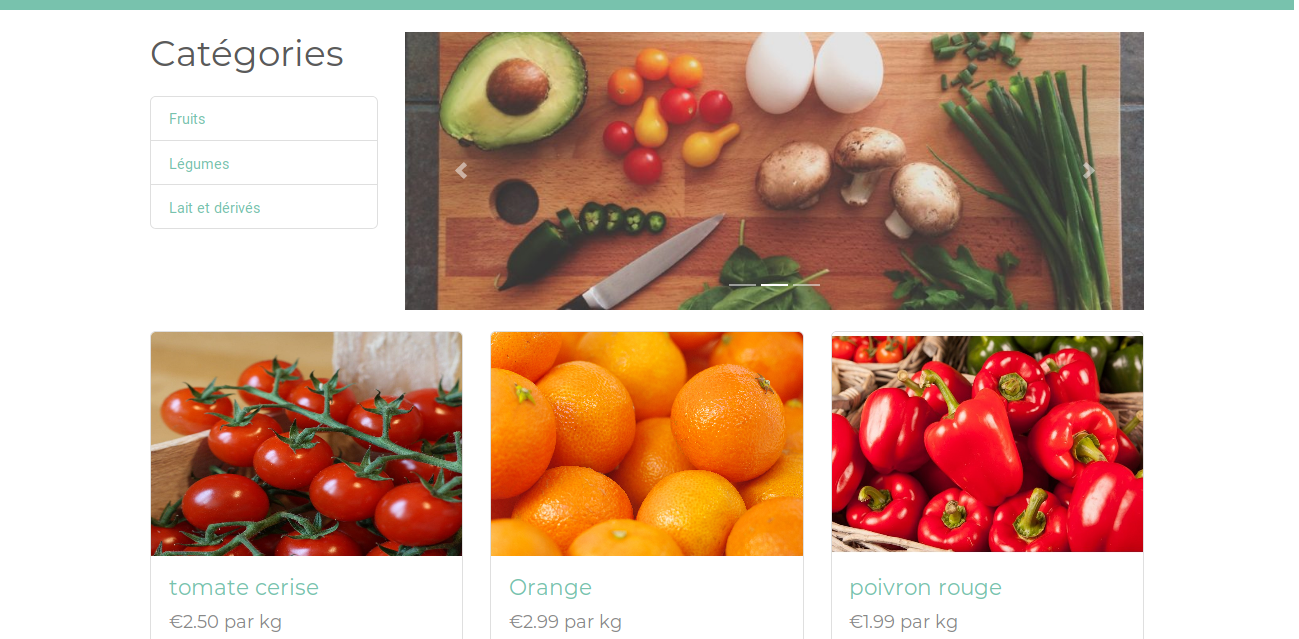 Catégories
Fruits
Légumes
Lait et dérivés
tomate cerise
€2.50 par kg
Orange
€2.99 par kg
poivron rouge
€1.99 par kg